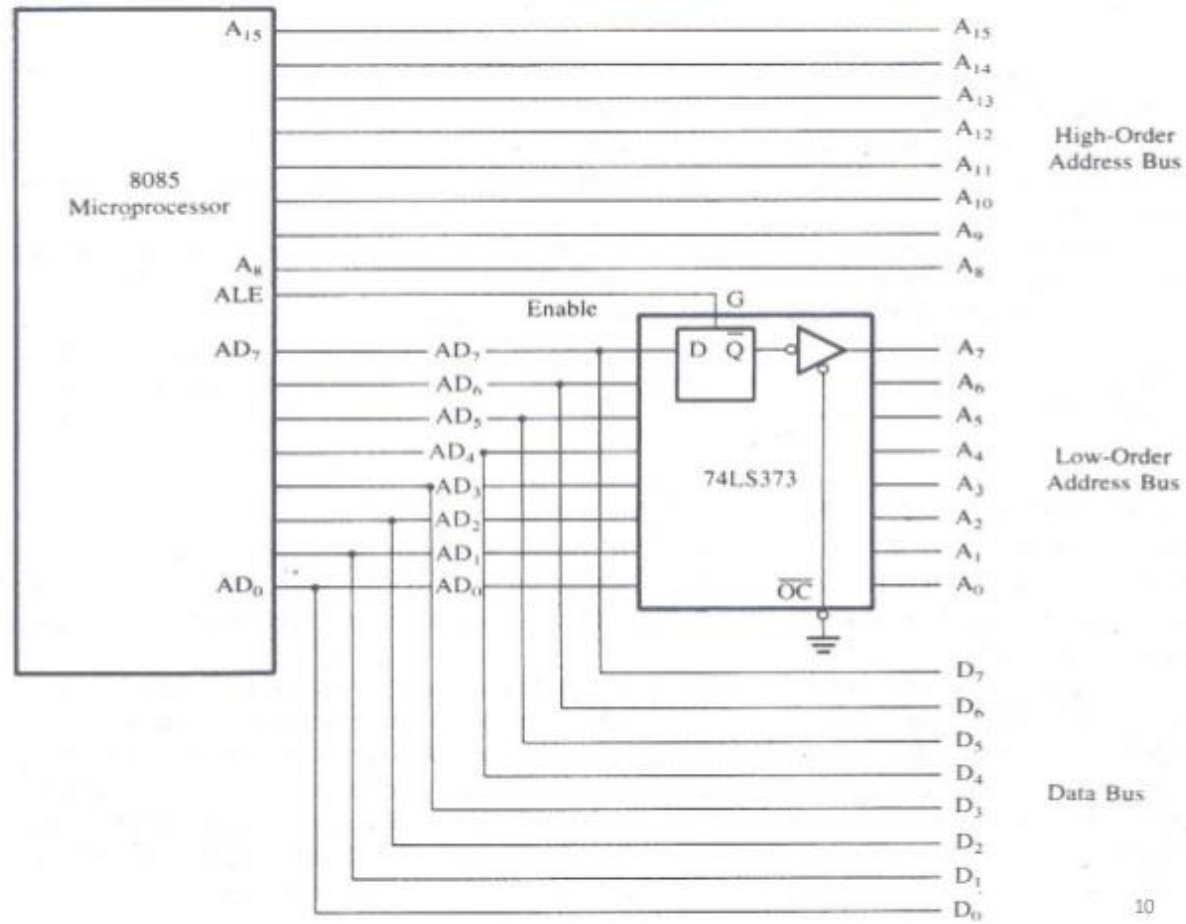 A₁₅ A₁₅
A₁₄
A₁₃
A₁₂
High-Order
Address Bus
A₁₁
8085
Microprocessor
A₁₀
A₉
A₈ A₈
ALE
Enable
G
AD₇ AD₇ D Q̅ A₇
AD₆ A₆
AD₅ A₅
AD₄ A₄
Low-Order
Address Bus
74LS373
AD₃ A₃
AD₂ A₂
AD₁ A₁
AD₀ AD₀ O̅C̅ A₀
D₇
D₆
D₅
D₄
Data Bus
D₃
D₂
D₁
D₀
10